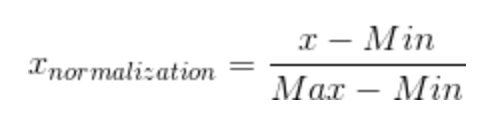 x_normalization = (x − Min) / (Max − Min)